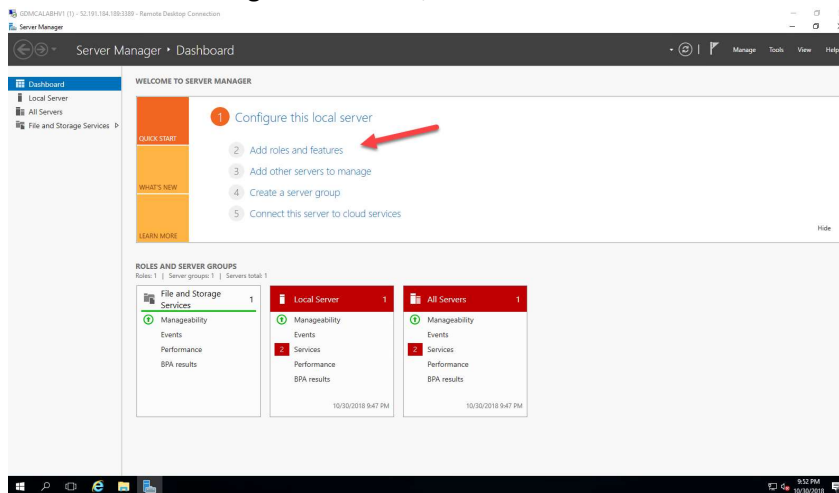 GDMCALABHV1 (1) - 52.191.184.189:3389 - Remote Desktop Connection
Server Manager
Server Manager • Dashboard
Manage Tools View Help
Dashboard
Local Server
All Servers
File and Storage Services
WELCOME TO SERVER MANAGER
QUICK START
WHAT'S NEW
LEARN MORE
1 Configure this local server
2 Add roles and features
3 Add other servers to manage
4 Create a server group
5 Connect this server to cloud services
Hide
ROLES AND SERVER GROUPS
Roles: 1 | Server groups: 1 | Servers total: 1
File and Storage 1
Services
Manageability
Events
Performance
BPA results
Local Server 1
Manageability
Events
2 Services
Performance
BPA results
10/30/2018 9:47 PM
All Servers 1
Manageability
Events
2 Services
Performance
BPA results
10/30/2018 9:47 PM
9:52 PM
10/30/2018